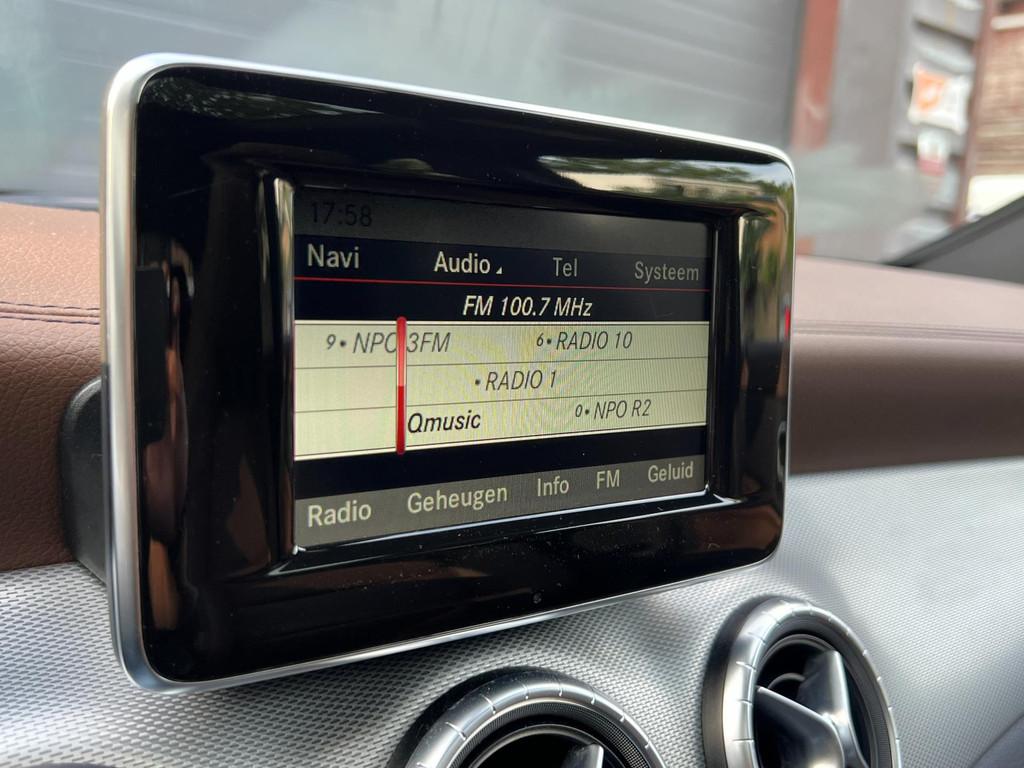 17:58
Navi Audio Tel Systeem
FM 100.7 MHz
9• NPO 3FM 6• RADIO 10
• RADIO 1
Qmusic 0• NPO R2
Radio Geheugen Info FM Geluid